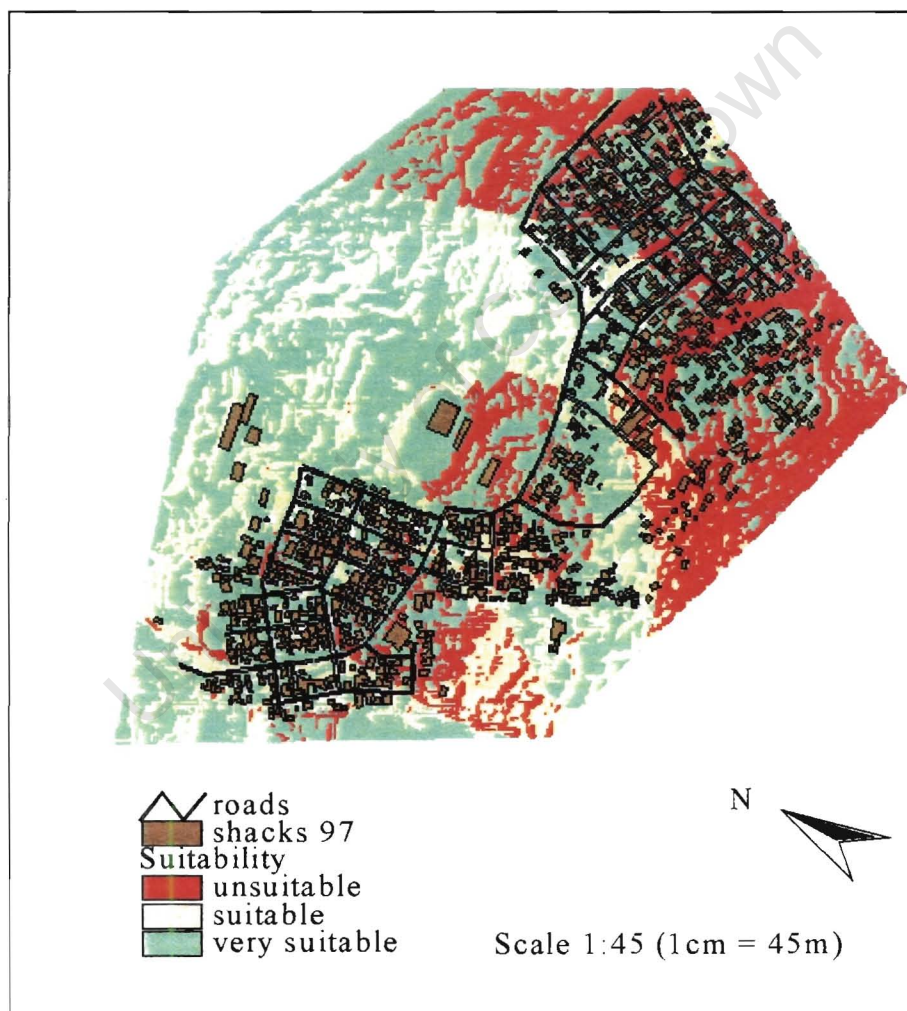 roads
shacks 97
Suitability
unsuitable
suitable
very suitable
N
Scale 1:45 (1cm = 45m)